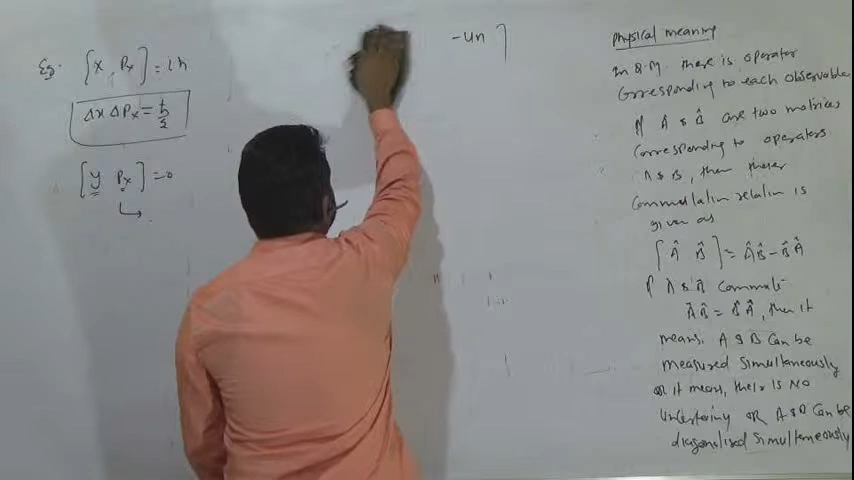 Eg. [x, Px] = iħ
Δx ΔPx = ħ/2
[y Px] = 0
-un ]
Physical meaning
In Q.M. there is operator
Corresponding to each observable
If Â & B̂ are two matrices
Corresponding to operators
A & B, then their
Commutation relation is
given as
[Â B̂] = ÂB̂ - B̂Â
If Â & B̂ Commute
ÂB̂ = B̂Â, then it
means. A & B Can be
measured simultaneously
or it means, there is NO
or A & B Can be
diagonalised simultaneously